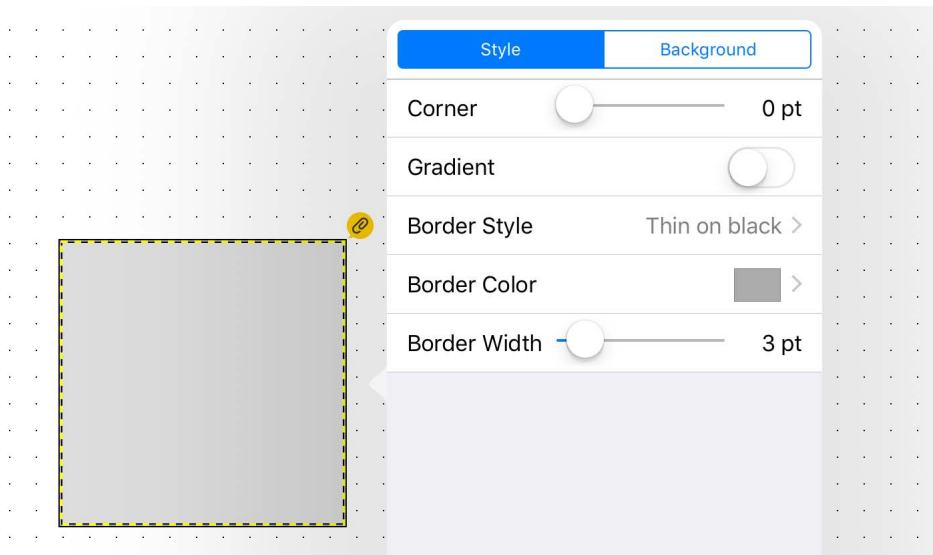 Style Background
Corner 0 pt
Gradient
Border Style Thin on black
Border Color
Border Width 3 pt